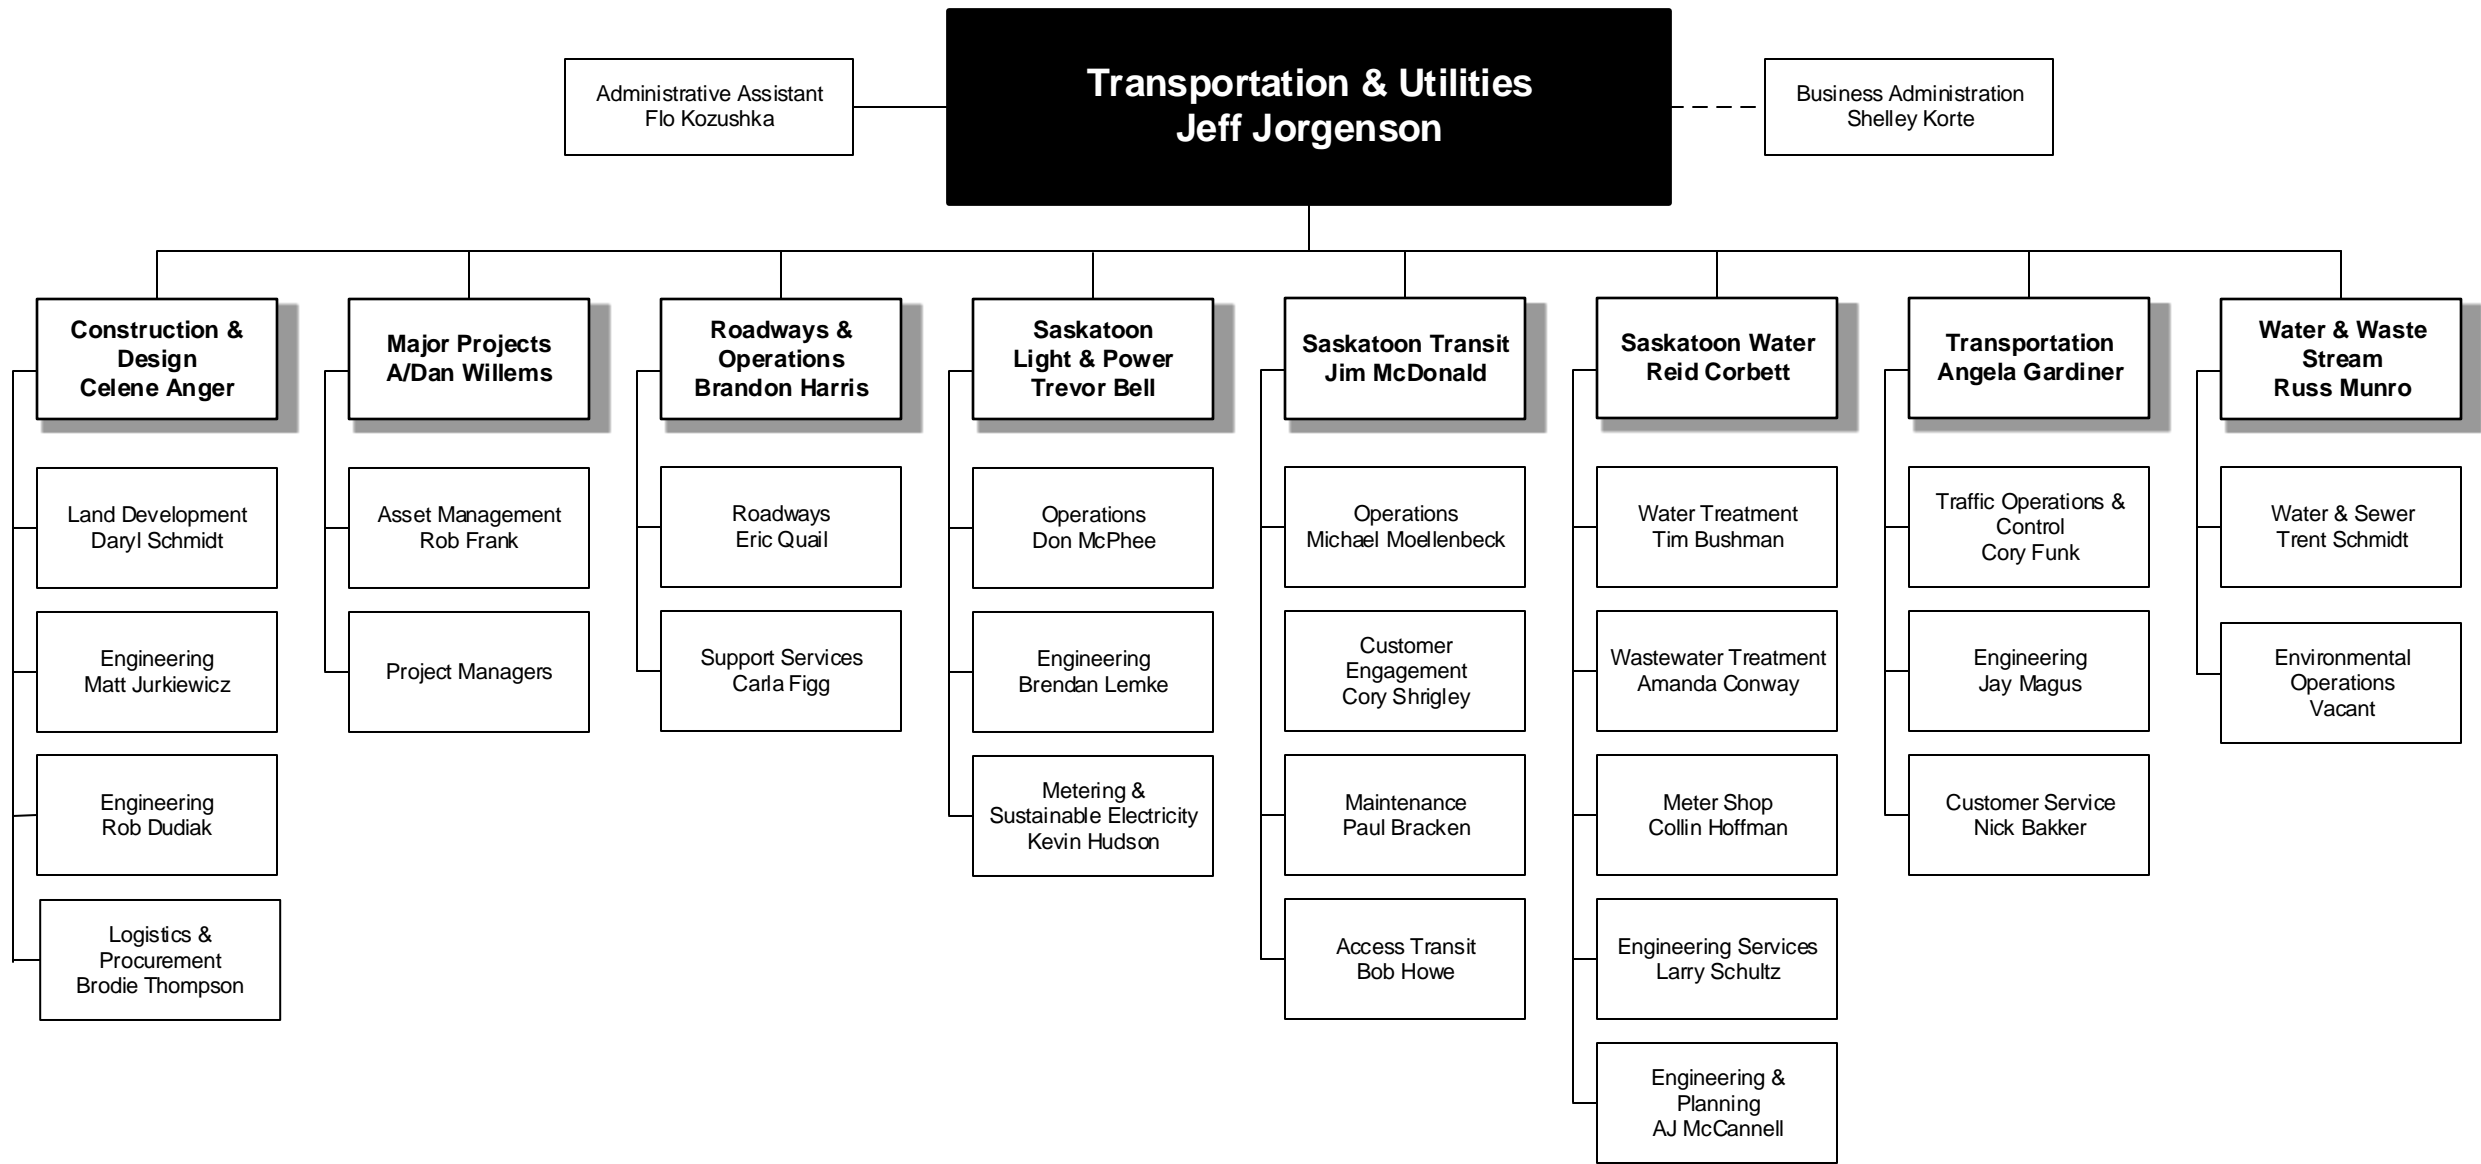 Transportation & Utilities
Jeff Jorgenson
Administrative Assistant
Flo Kozushka
Business Administration
Shelley Korte
Construction &
Design
Celene Anger
Land Development
Daryl Schmidt
Engineering
Matt Jurkiewicz
Engineering
Rob Dudiak
Logistics &
Procurement
Brodie Thompson
Major Projects
A/Dan Willems
Asset Management
Rob Frank
Project Managers
Roadways &
Operations
Brandon Harris
Roadways
Eric Quail
Support Services
Carla Figg
Saskatoon
Light & Power
Trevor Bell
Operations
Don McPhee
Engineering
Brendan Lemke
Metering &
Sustainable Electricity
Kevin Hudson
Saskatoon Transit
Jim McDonald
Operations
Michael Moellenbeck
Customer
Engagement
Cory Shrigley
Maintenance
Paul Bracken
Access Transit
Bob Howe
Saskatoon Water
Reid Corbett
Water Treatment
Tim Bushman
Wastewater Treatment
Amanda Conway
Meter Shop
Collin Hoffman
Engineering Services
Larry Schultz
Engineering &
Planning
AJ McCannell
Transportation
Angela Gardiner
Traffic Operations &
Control
Cory Funk
Engineering
Jay Magus
Customer Service
Nick Bakker
Water & Waste
Stream
Russ Munro
Water & Sewer
Trent Schmidt
Environmental
Operations
Vacant